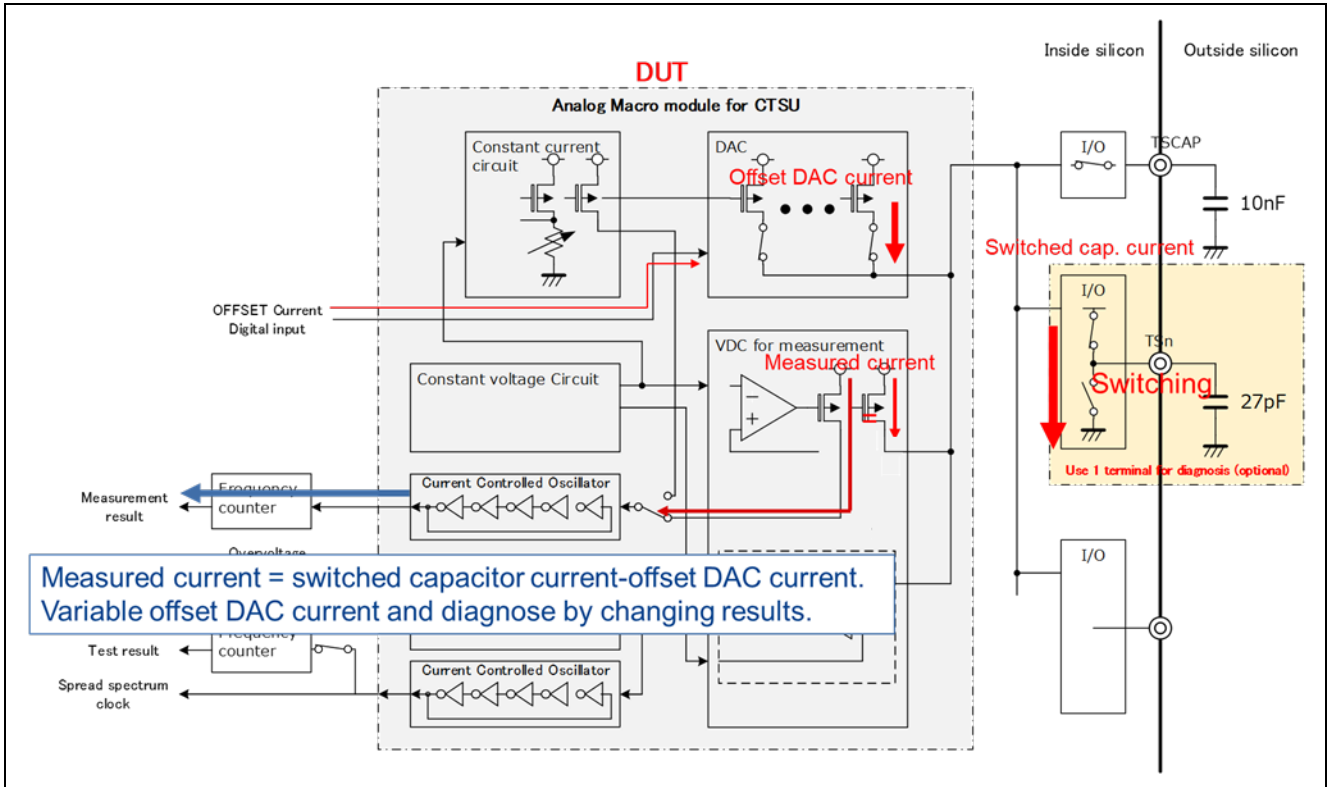 Inside silicon
Outside silicon
DUT
Analog Macro module for CTSU
Constant current
circuit
DAC
Offset DAC current
I/O
TSCAP
10nF
Switched cap. current
OFFSET Current
Digital input
I/O
TSn
Switching
27pF
Use 1 terminal for diagnosis (optional)
VDC for measurement
Measured current
Constant voltage Circuit
Current Controlled Oscillator
Measurement
result
Frequency
counter
Overvoltage
I/O
Measured current = switched capacitor current-offset DAC current.
Variable offset DAC current and diagnose by changing results.
Test result
Frequency
counter
Current Controlled Oscillator
Spread spectrum
clock